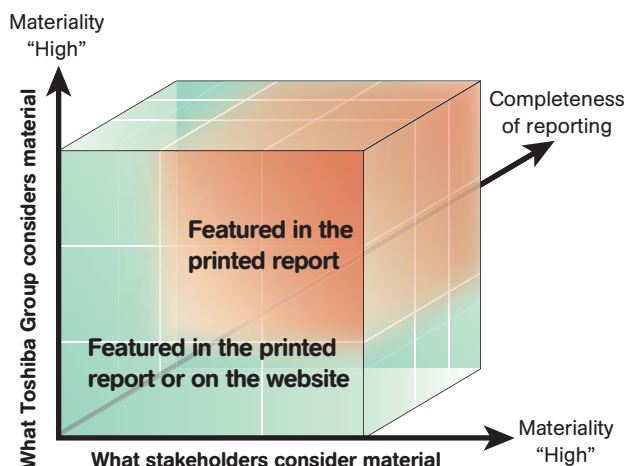 Materiality
“High”
What Toshiba Group considers material
Completeness
of reporting
Featured in the
printed report
Featured in the printed
report or on the website
Materiality
“High”
What stakeholders consider material